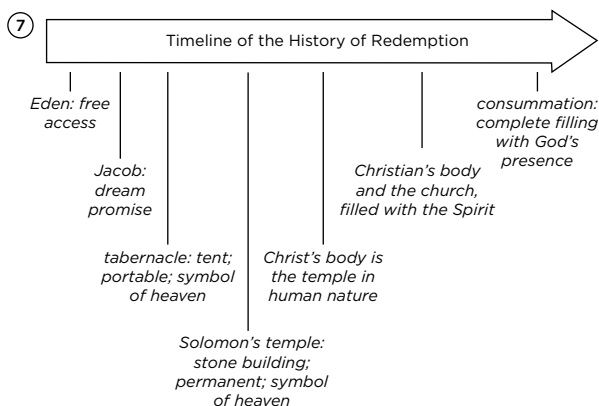 7
Timeline of the History of Redemption
Eden: free
access
Jacob:
dream
promise
tabernacle: tent;
portable; symbol
of heaven
Solomon's temple:
stone building;
permanent; symbol
of heaven
Christ's body is
the temple in
human nature
Christian's body
and the church,
filled with the Spirit
consummation:
complete filling
with God's
presence